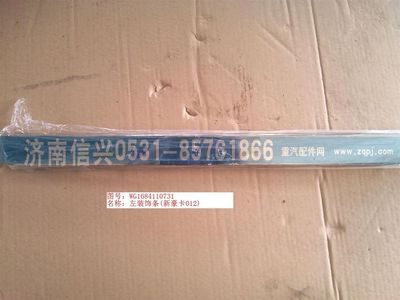 济南信兴0531-85761866 重汽配件网 www.zqpj.com
图号: WG1684110731
名称: 左装饰条(新豪卡012)